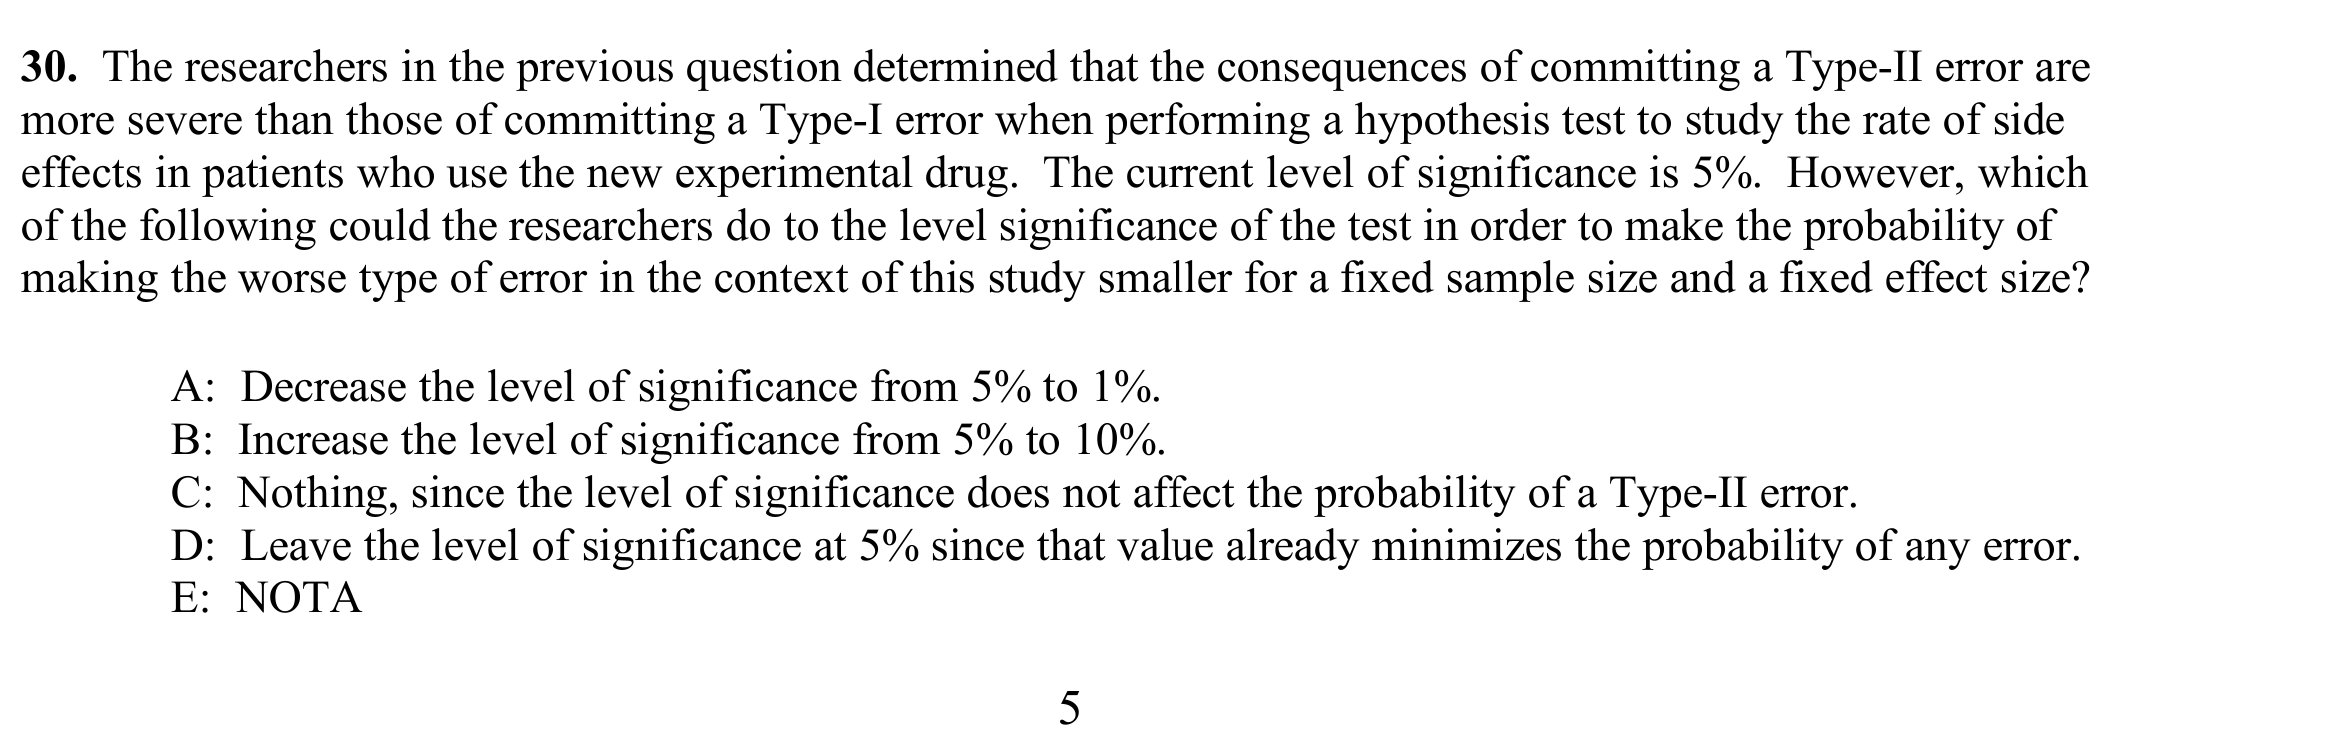 30. The researchers in the previous question determined that the consequences of committing a Type-II error are
more severe than those of committing a Type-I error when performing a hypothesis test to study the rate of side
effects in patients who use the new experimental drug. The current level of significance is 5%. However, which
of the following could the researchers do to the level significance of the test in order to make the probability of
making the worse type of error in the context of this study smaller for a fixed sample size and a fixed effect size?
A: Decrease the level of significance from 5% to 1%.
B: Increase the level of significance from 5% to 10%.
C: Nothing, since the level of significance does not affect the probability of a Type-II error.
D: Leave the level of significance at 5% since that value already minimizes the probability of any error.
E: NOTA
5